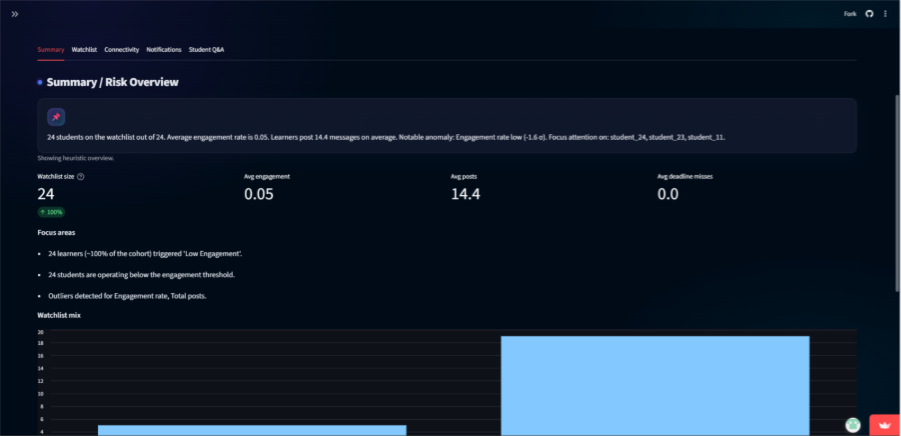 Fork
Summary Watchlist Connectivity Notifications Student Q&A
Summary / Risk Overview
24 students on the watchlist out of 24. Average engagement rate is 0.05. Learners post 14.4 messages on average. Notable anomaly: Engagement rate low (-1.6 σ). Focus attention on: student_24, student_23, student_11.
Showing heuristic overview.
Watchlist size Avg engagement Avg posts Avg deadline misses
24 0.05 14.4 0.0
↑ 100%
Focus areas
• 24 learners (~100% of the cohort) triggered 'Low Engagement'.
• 24 students are operating below the engagement threshold.
• Outliers detected for Engagement rate, Total posts.
Watchlist mix
20
18
16
14
12
10
8
6
4